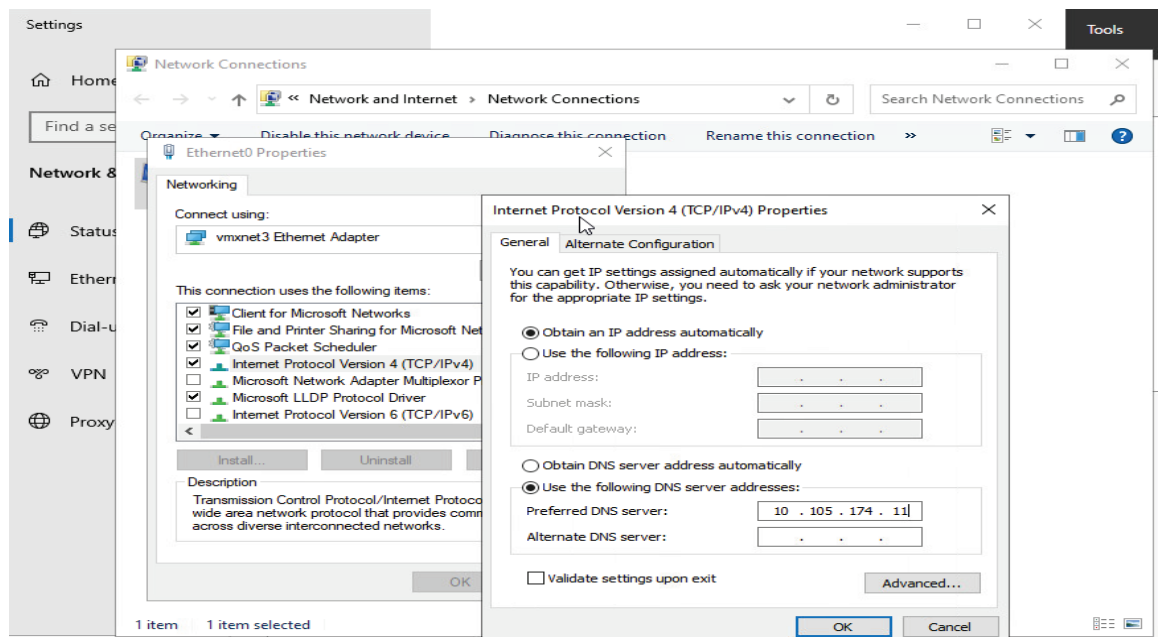 Settings
Tools
Network Connections
Home
« Network and Internet › Network Connections
Search Network Connections
Find a se
Organize
Disable this network device
Diagnose this connection
Rename this connection
»
Ethernet0 Properties
Network &
Networking
Connect using:
vmxnet3 Ethernet Adapter
This connection uses the following items:
Client for Microsoft Networks
File and Printer Sharing for Microsoft Net
QoS Packet Scheduler
Internet Protocol Version 4 (TCP/IPv4)
Microsoft Network Adapter Multiplexor P
Microsoft LLDP Protocol Driver
Internet Protocol Version 6 (TCP/IPv6)
Install...
Uninstall
Description
Transmission Control Protocol/Internet Protoco
wide area network protocol that provides comm
across diverse interconnected networks.
OK
Status
Ethern
Dial-u
VPN
Proxy
Internet Protocol Version 4 (TCP/IPv4) Properties
General
Alternate Configuration
You can get IP settings assigned automatically if your network supports
this capability. Otherwise, you need to ask your network administrator
for the appropriate IP settings.
Obtain an IP address automatically
Use the following IP address:
IP address:
. . .
Subnet mask:
. . .
Default gateway:
. . .
Obtain DNS server address automatically
Use the following DNS server addresses:
Preferred DNS server:
10 . 105 . 174 . 11
Alternate DNS server:
. . .
Validate settings upon exit
Advanced...
OK
Cancel
1 item
1 item selected